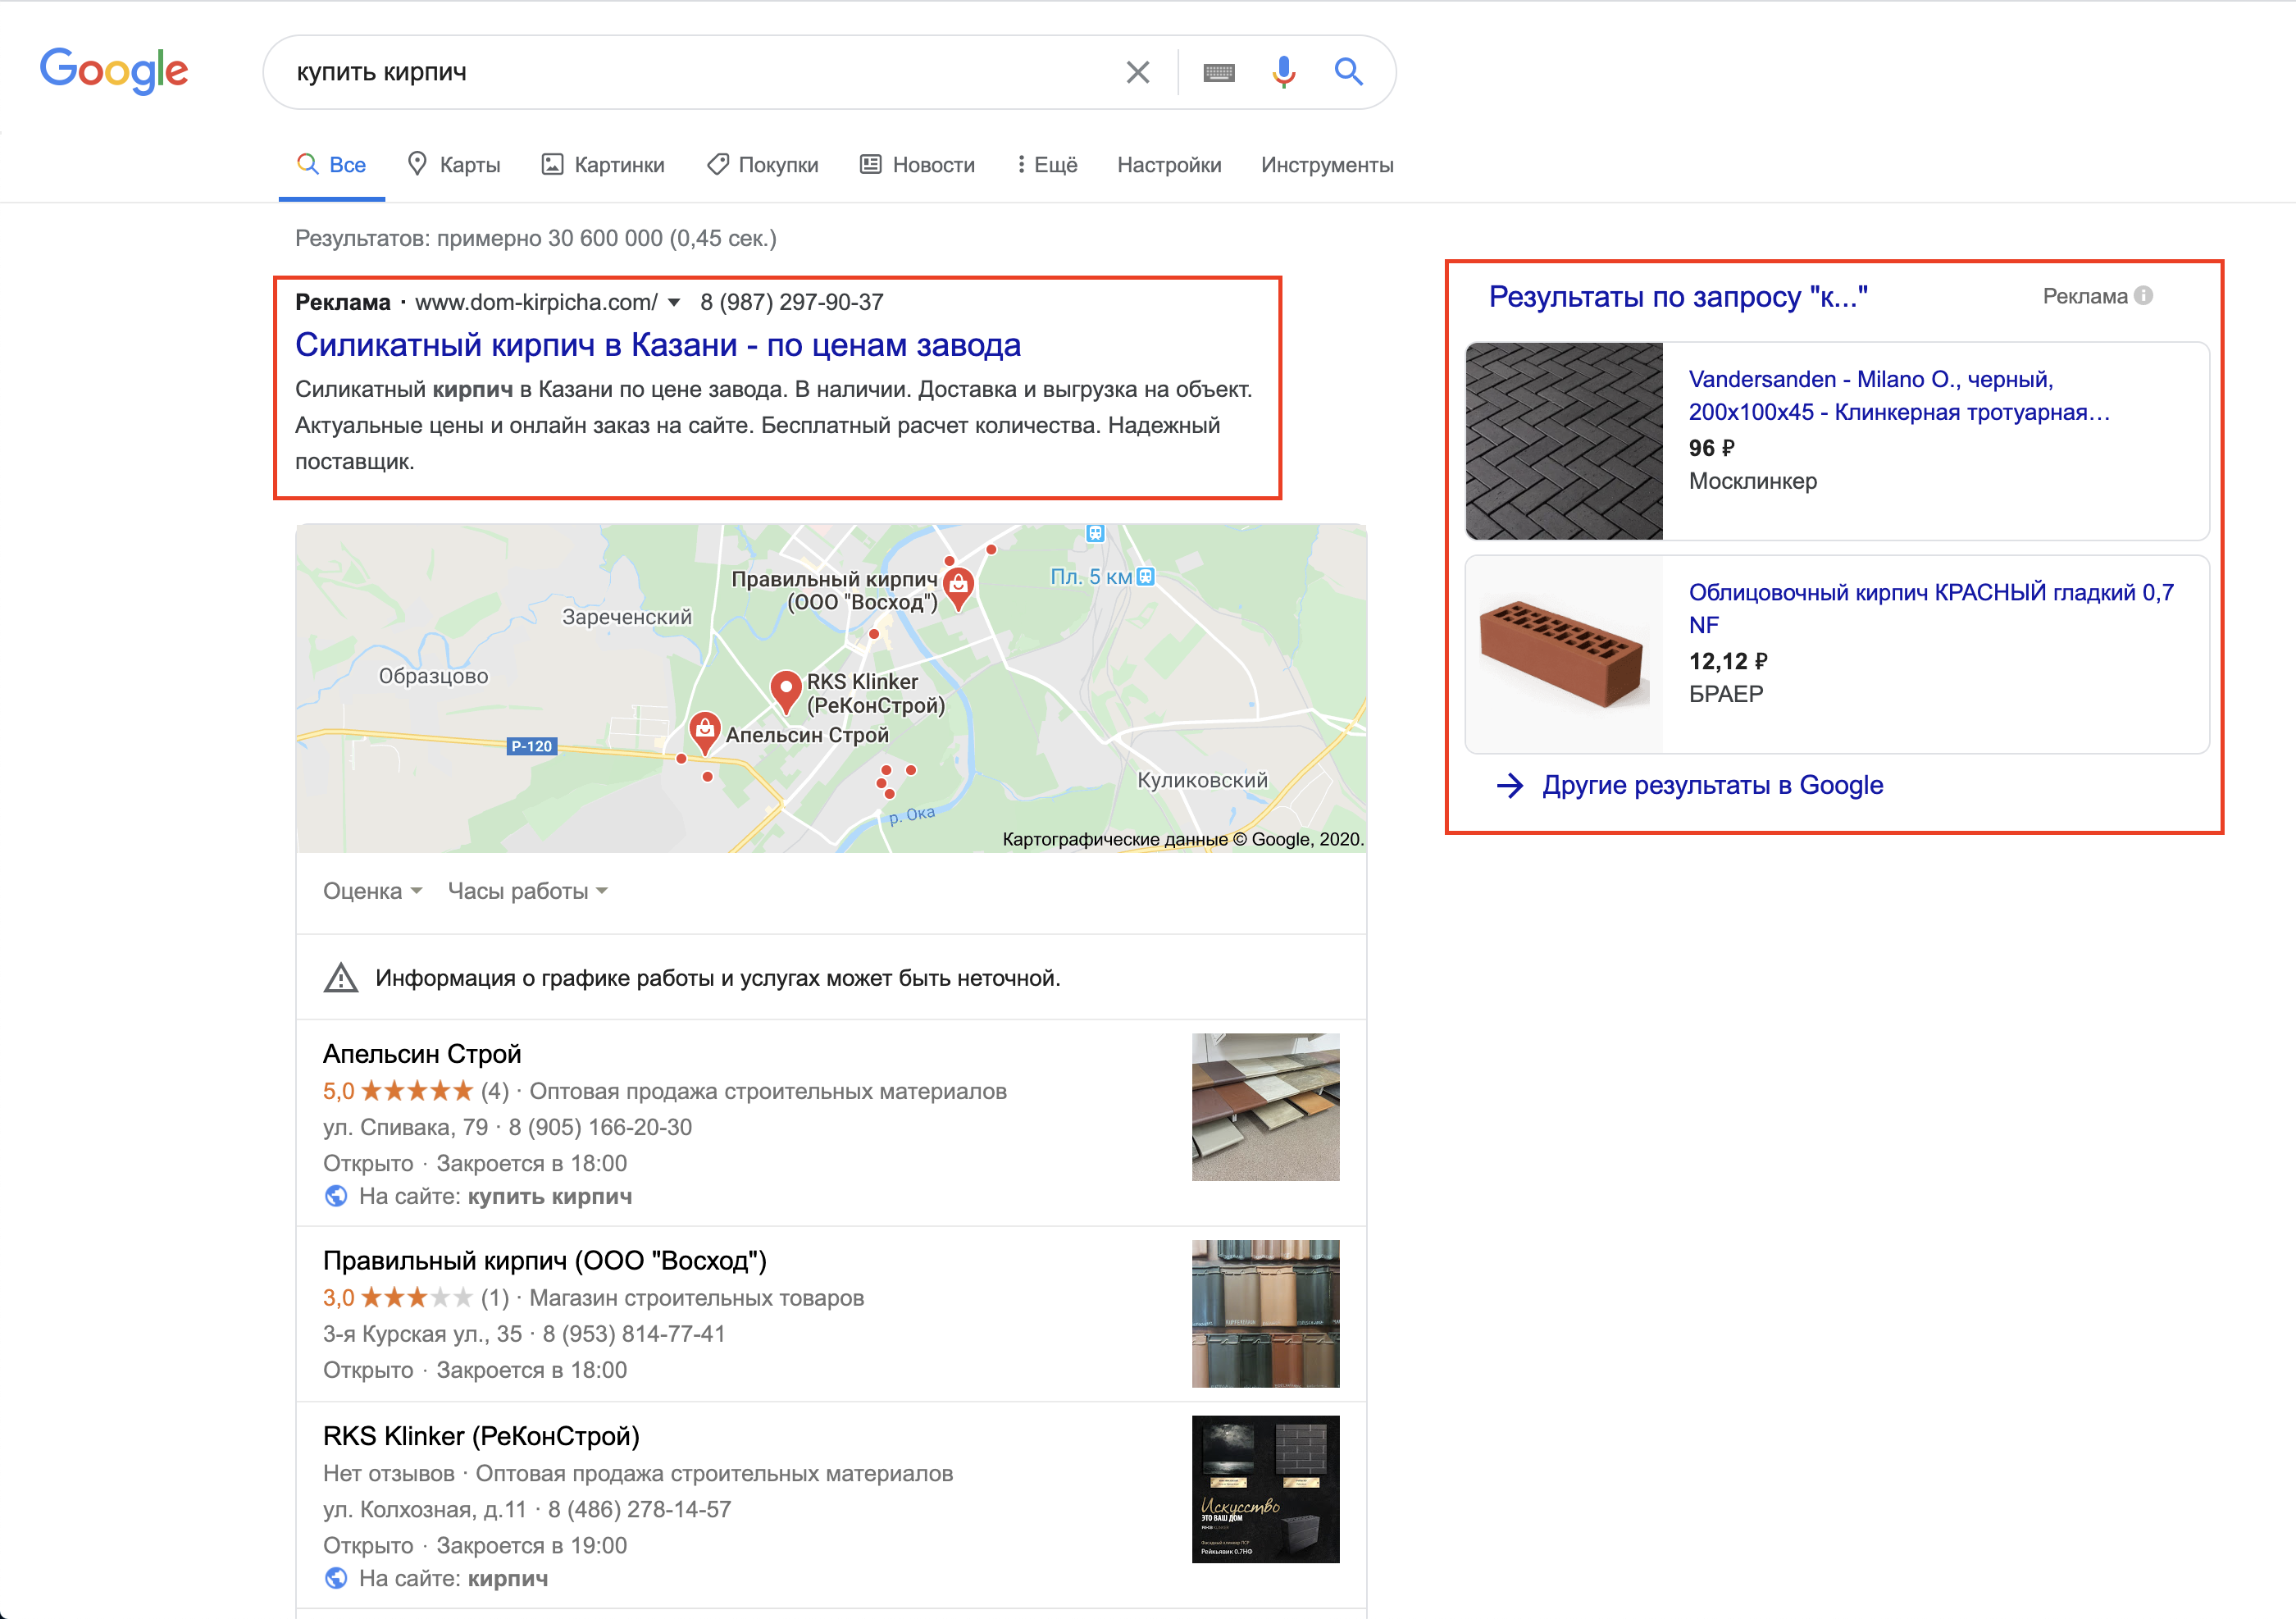 Google
купить кирпич
Все
Карты
Картинки
Покупки
Новости
Ещё
Настройки
Инструменты
Результатов: примерно 30 600 000 (0,45 сек.)
Реклама · www.dom-kirpicha.com/ 8 (987) 297-90-37
Силикатный кирпич в Казани - по ценам завода
Силикатный кирпич в Казани по цене завода. В наличии. Доставка и выгрузка на объект.
Актуальные цены и онлайн заказ на сайте. Бесплатный расчет количества. Надежный
поставщик.
Правильный кирпич
(ООО "Восход")
Пл. 5 км
Зареченский
Образцово
RKS Klinker
(РеКонСтрой)
Апельсин Строй
Р-120
Куликовский
р. Ока
Картографические данные © Google, 2020.
Оценка
Часы работы
Информация о графике работы и услугах может быть неточной.
Апельсин Строй
5,0 (4) · Оптовая продажа строительных материалов
ул. Спивака, 79 · 8 (905) 166-20-30
Открыто · Закроется в 18:00
На сайте: купить кирпич
Правильный кирпич (ООО "Восход")
3,0 (1) · Магазин строительных товаров
3-я Курская ул., 35 · 8 (953) 814-77-41
Открыто · Закроется в 18:00
RKS Klinker (РеКонСтрой)
Нет отзывов · Оптовая продажа строительных материалов
ул. Колхозная, д.11 · 8 (486) 278-14-57
Открыто · Закроется в 19:00
На сайте: кирпич
Искусство
ЭТО ВАШ ДОМ
Рейкьявик 0.7НФ
Результаты по запросу "к..."
Реклама
Vandersanden - Milano O., черный,
200x100x45 - Клинкерная тротуарная…
96 ₽
Москлинкер
Облицовочный кирпич КРАСНЫЙ гладкий 0,7
NF
12,12 ₽
БРАЕР
Другие результаты в Google